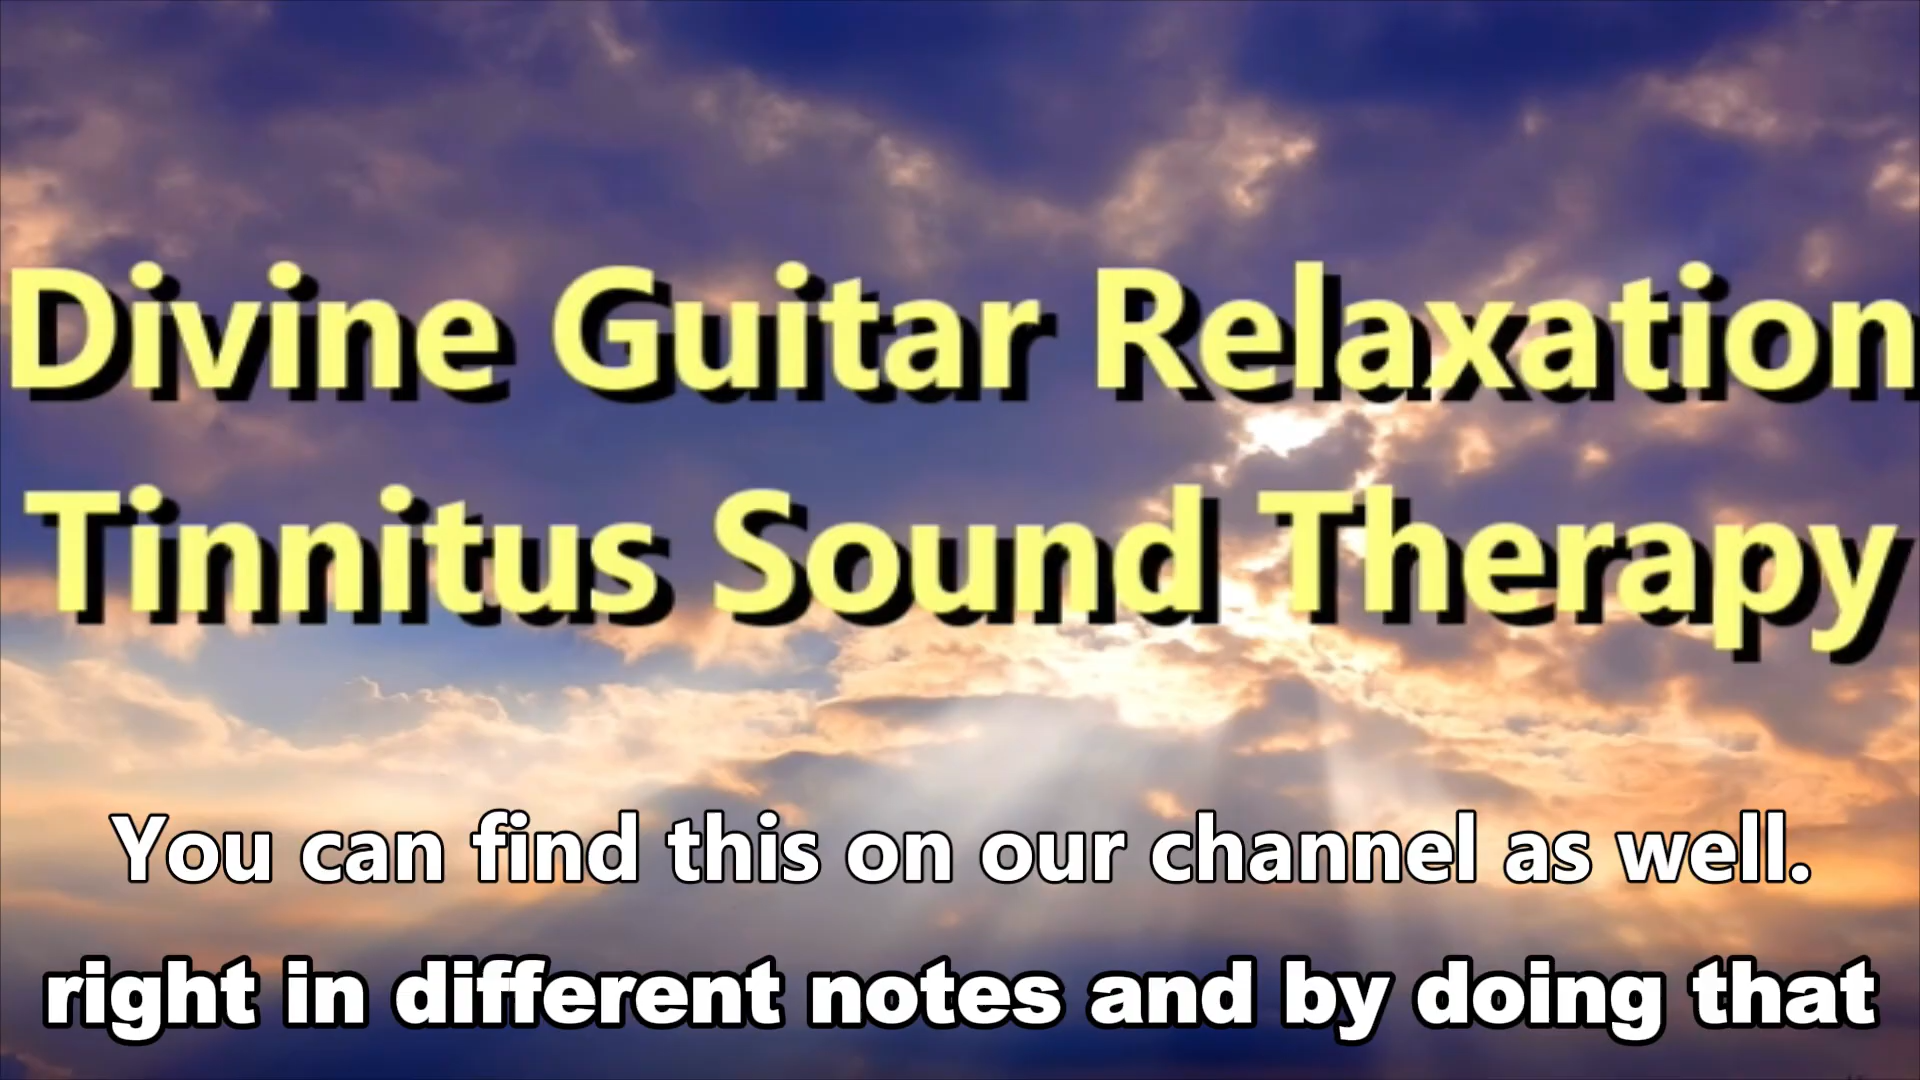 Divine Guitar Relaxation
Tinnitus Sound Therapy
You can find this on our channel as well.
right in different notes and by doing that